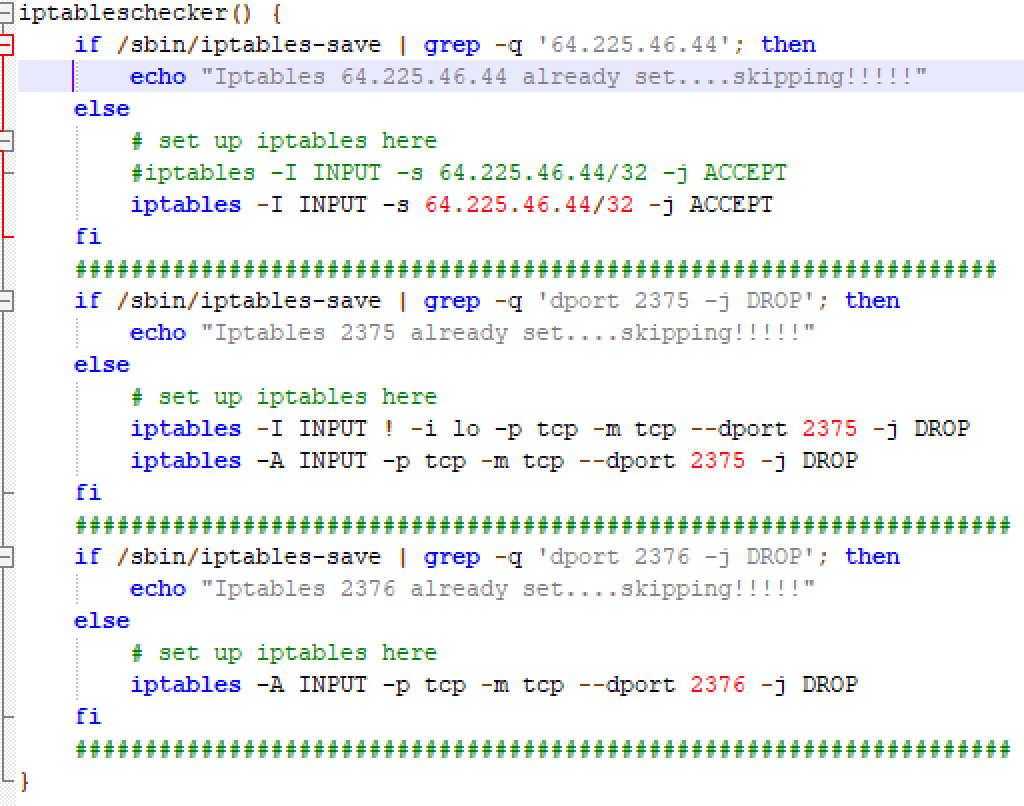 iptableschecker() {
if /sbin/iptables-save | grep -q '64.225.46.44'; then
echo "Iptables 64.225.46.44 already set....skipping!!!!!"
else
# set up iptables here
#iptables -I INPUT -s 64.225.46.44/32 -j ACCEPT
iptables -I INPUT -s 64.225.46.44/32 -j ACCEPT
fi
##################################################################
if /sbin/iptables-save | grep -q 'dport 2375 -j DROP'; then
echo "Iptables 2375 already set....skipping!!!!!"
else
# set up iptables here
iptables -I INPUT ! -i lo -p tcp -m tcp --dport 2375 -j DROP
iptables -A INPUT -p tcp -m tcp --dport 2375 -j DROP
fi
###################################################################
if /sbin/iptables-save | grep -q 'dport 2376 -j DROP'; then
echo "Iptables 2376 already set....skipping!!!!!"
else
# set up iptables here
iptables -A INPUT -p tcp -m tcp --dport 2376 -j DROP
fi
###################################################################
}